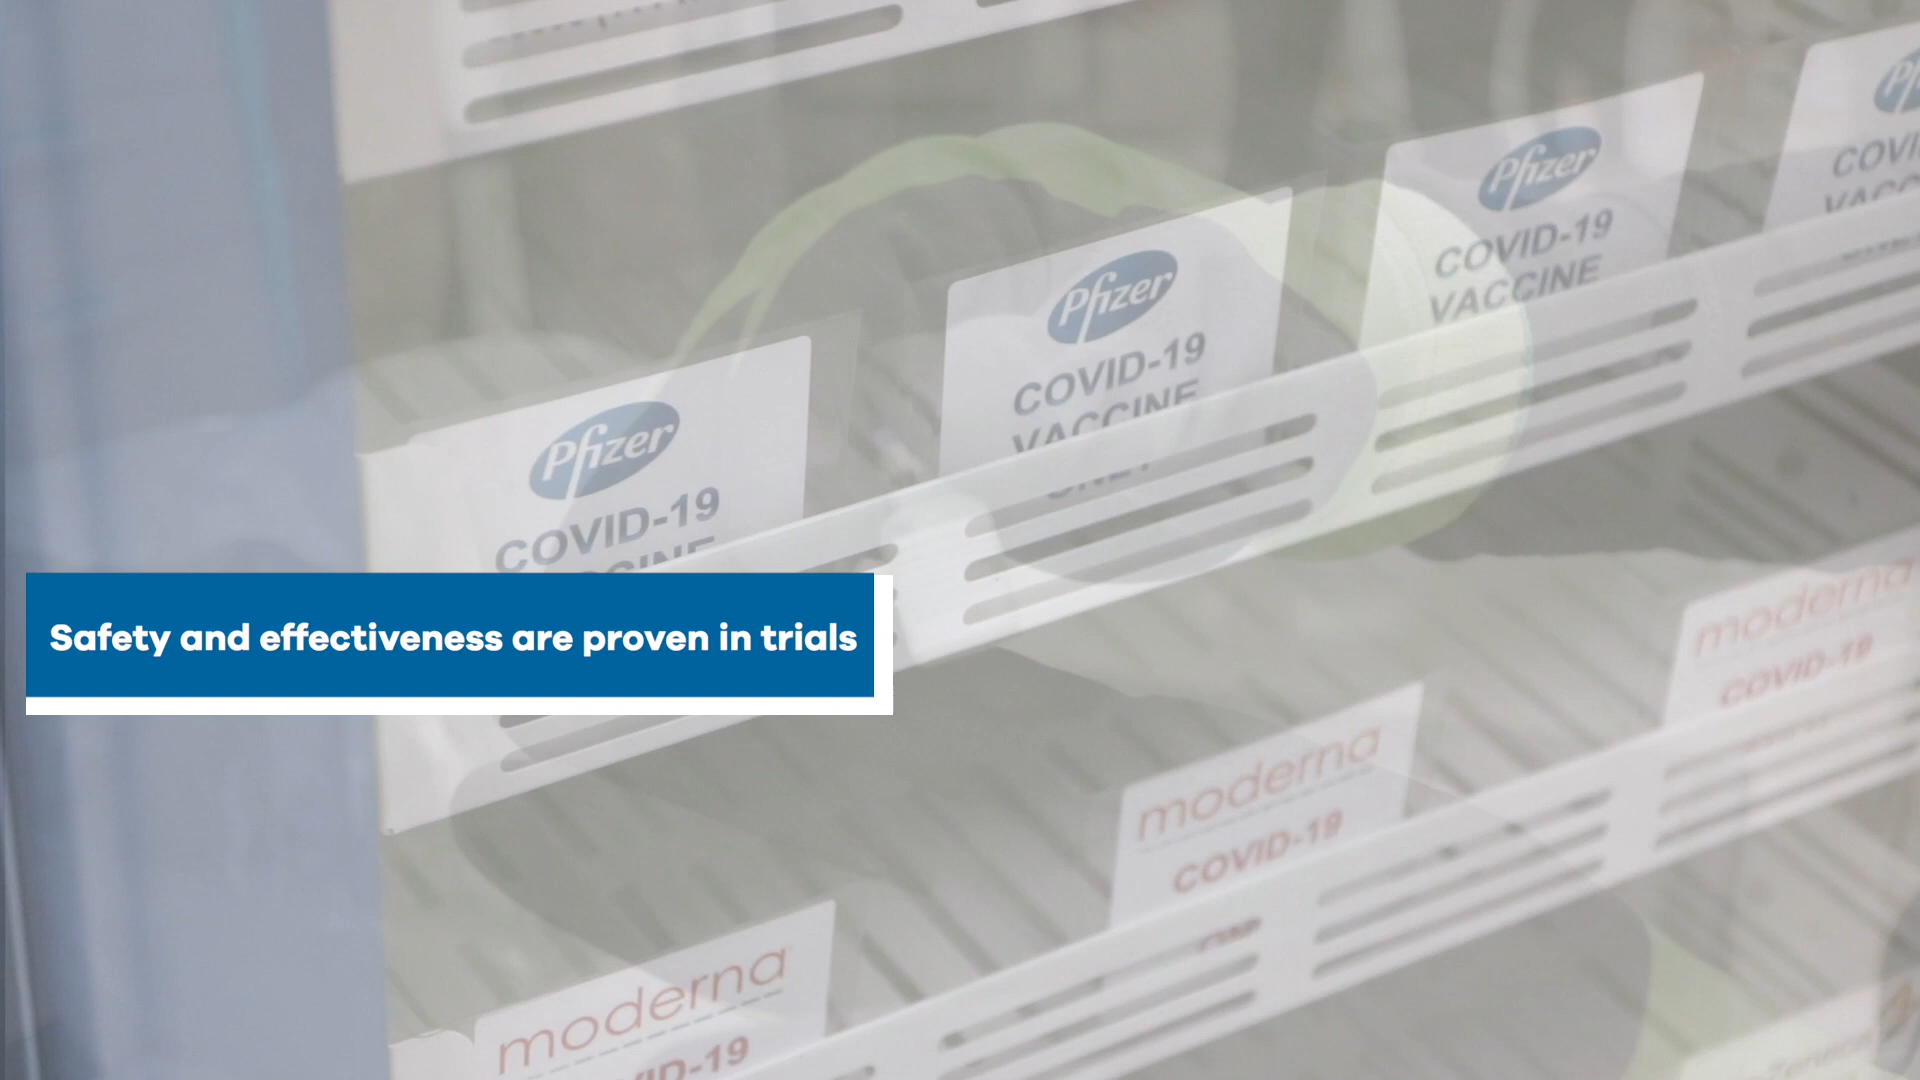 Pfizer
COVID-19
VACCINE
Pfizer
COVID-19
VACCINE
Pfizer
COVID-19
Safety and effectiveness are proven in trials
moderna
COVID-19
moderna
COVID-19
moderna